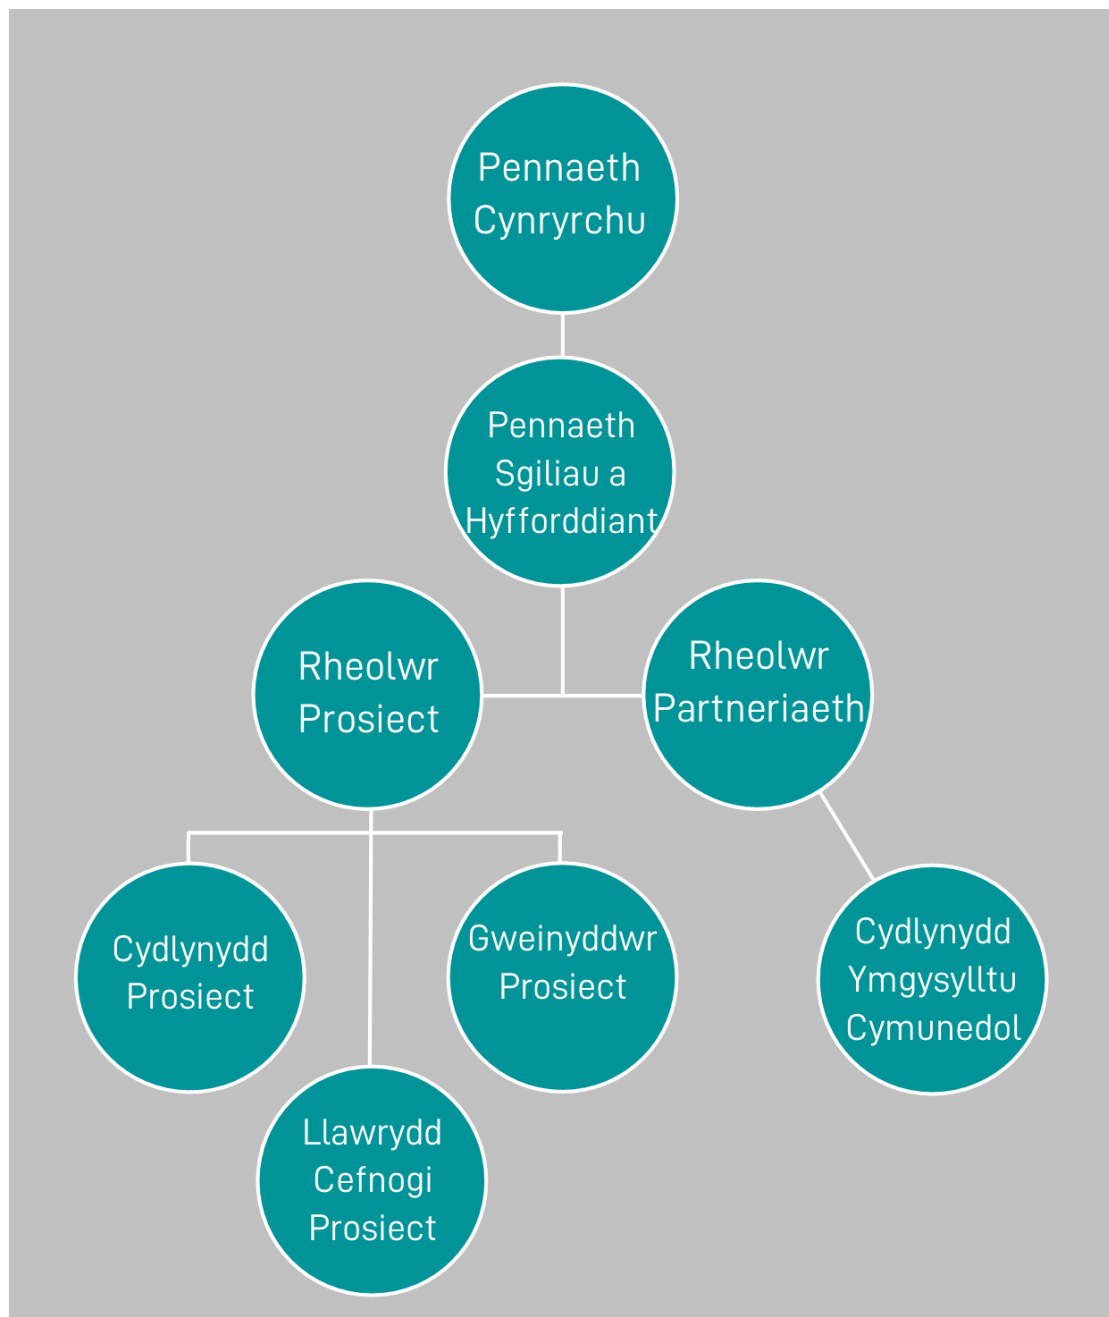 Pennaeth
Cynryrchu
Pennaeth
Sgiliau a
Hyfforddiant
Rheolwr
Prosiect
Rheolwr
Partneriaeth
Cydlynydd
Prosiect
Gweinyddwr
Prosiect
Cydlynydd
Ymgysylltu
Cymunedol
Llawrydd
Cefnogi
Prosiect